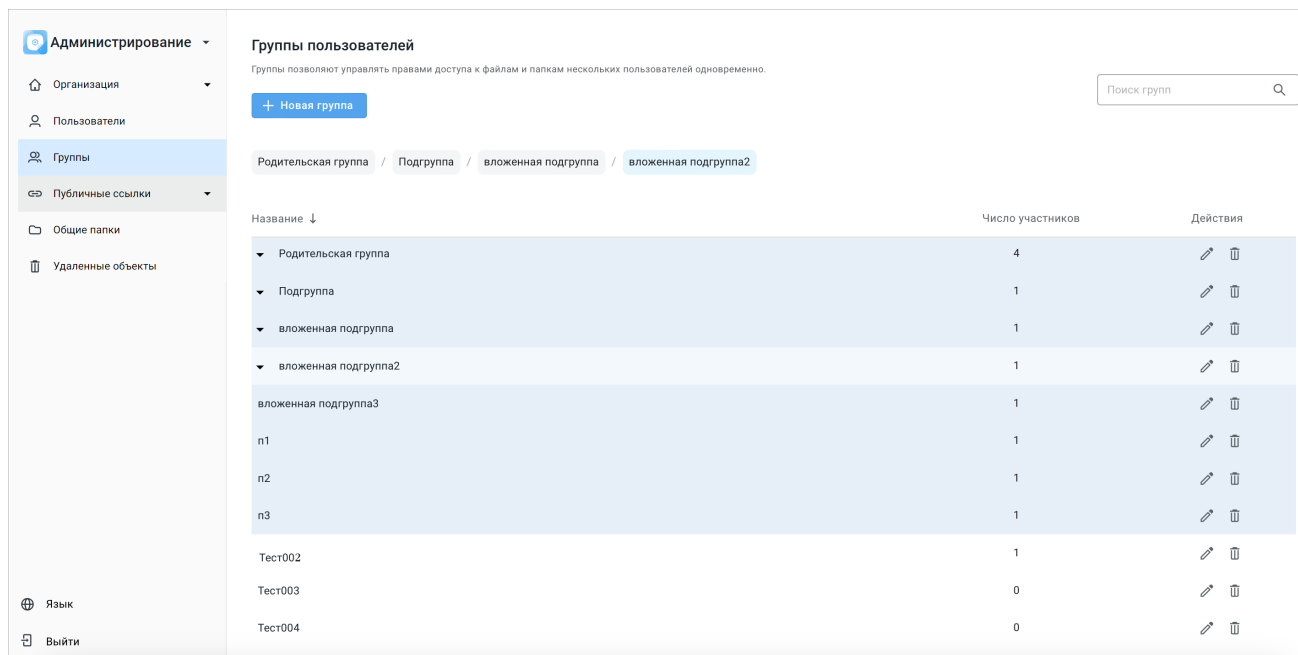 Администрирование
Организация
Пользователи
Группы
Публичные ссылки
Общие папки
Удаленные объекты
Язык
Выйти
Группы пользователей
Группы позволяют управлять правами доступа к файлам и папкам нескольких пользователей одновременно.
Новая группа
Поиск групп
Родительская группа / Подгруппа / вложенная подгруппа / вложенная подгруппа2
Название ↓ Число участников Действия
Родительская группа 4
Подгруппа 1
вложенная подгруппа 1
вложенная подгруппа2 1
вложенная подгруппа3 1
п1 1
п2 1
п3 1
Тест002 1
Тест003 0
Тест004 0